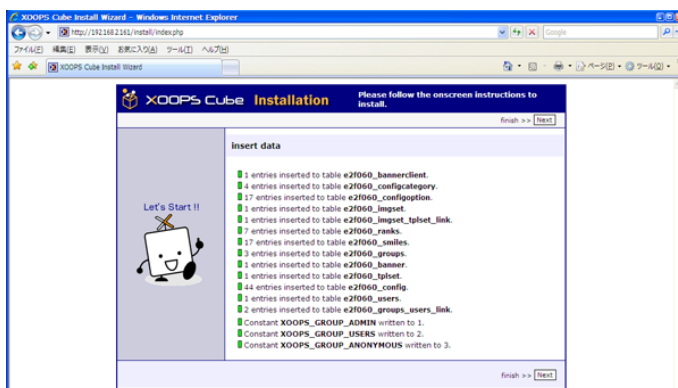 XOOPS Cube Install Wizard - Windows Internet Explorer
http://192.168.2.161/install/index.php
Google
ファイル(F) 編集(E) 表示(V) お気に入り(A) ツール(T) ヘルプ(H)
XOOPS Cube Install Wizard
ページ(P) ツール(O)
XOOPS Cube Installation
Please follow the onscreen instructions to
install.
finish >> Next
insert data
1 entries inserted to table e2f060_bannerclient.
4 entries inserted to table e2f060_configcategory.
17 entries inserted to table e2f060_configoption.
1 entries inserted to table e2f060_imgset.
1 entries inserted to table e2f060_imgset_tplset_link.
7 entries inserted to table e2f060_ranks.
17 entries inserted to table e2f060_smiles.
3 entries inserted to table e2f060_groups.
1 entries inserted to table e2f060_banner.
1 entries inserted to table e2f060_tplset.
44 entries inserted to table e2f060_config.
1 entries inserted to table e2f060_users.
2 entries inserted to table e2f060_groups_users_link.
Constant XOOPS_GROUP_ADMIN written to 1.
Constant XOOPS_GROUP_USERS written to 2.
Constant XOOPS_GROUP_ANONYMOUS written to 3.
Let's Start !!
finish >> Next